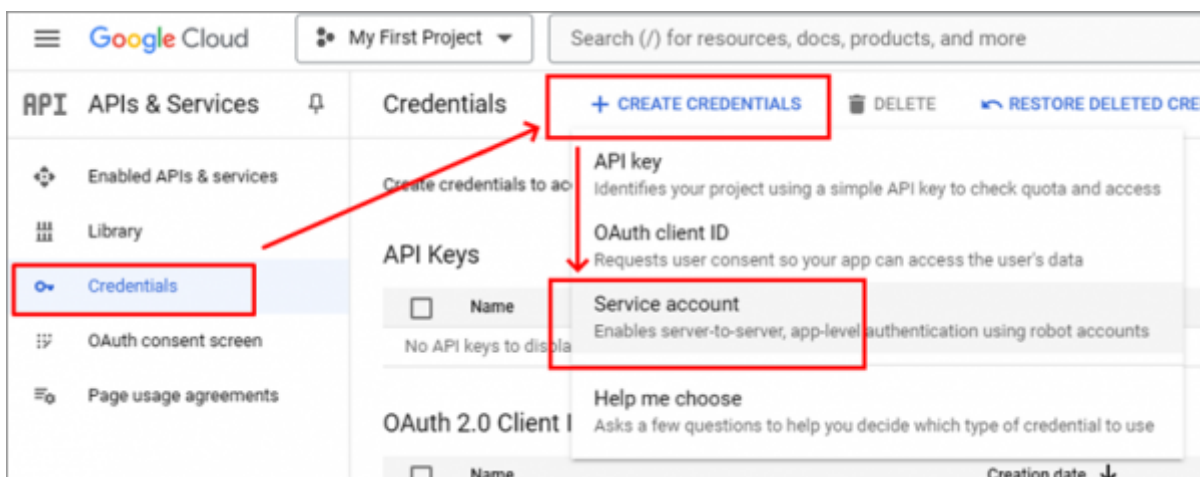 Google Cloud
My First Project
Search (/) for resources, docs, products, and more
API APIs & Services
Credentials
+ CREATE CREDENTIALS
DELETE
RESTORE DELETED CRE
Enabled APIs & services
Library
Credentials
OAuth consent screen
Page usage agreements
Create credentials to ac
API key
Identifies your project using a simple API key to check quota and access
OAuth client ID
Requests user consent so your app can access the user's data
Service account
Enables server-to-server, app-level authentication using robot accounts
Help me choose
Asks a few questions to help you decide which type of credential to use
API Keys
Name
No API keys to displa
OAuth 2.0 Client I
Name
Creation date